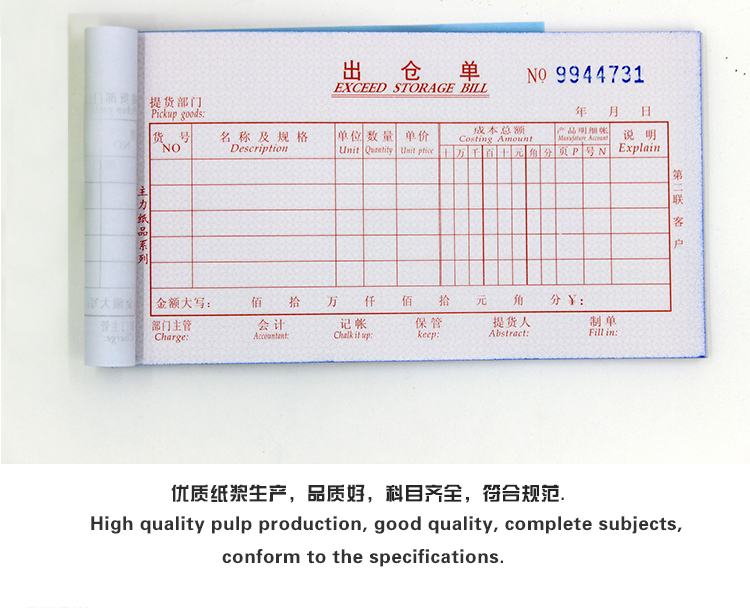 出仓单
EXCEED STORAGE BILL
NO 9944731
提货部门
Pickup goods:
年 月 日
货号 名称及规格 单位 数量 单价 成本总额 产品明细帐 说明
NO Description Unit Quantity Unit ptice Costing Amount Manufature Account Explain
十 万 千 百 十 元 角 分 页P 号N
主力纸品系列
第二联 客户
金额大写: 佰 拾 万 仟 佰 拾 元 角 分 ¥:
部门主管 会计 记帐 保管 提货人 制单
Charge: Accountant: Chalk it up: keep: Abstract: Fill in:
优质纸浆生产，品质好，科目齐全，符合规范.
High quality pulp production, good quality, complete subjects,
conform to the specifications.